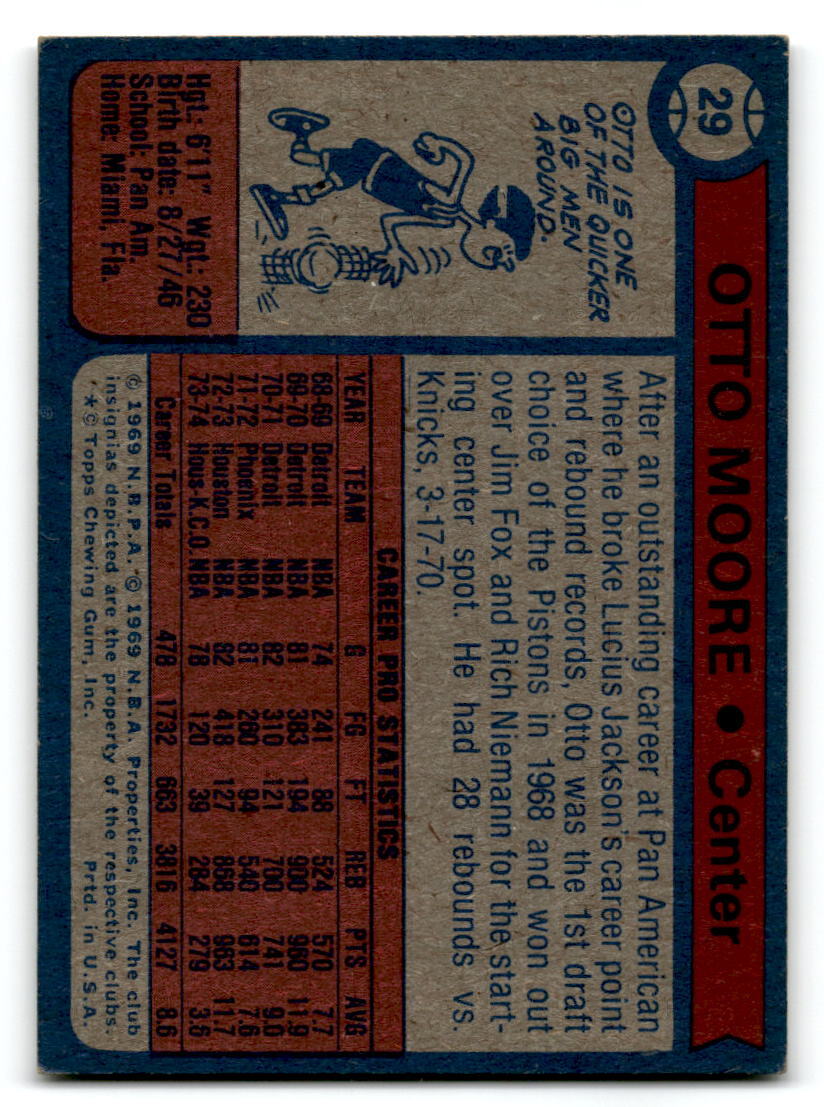 29
OTTO MOORE • Center
OTTO IS ONE
OF THE QUICKER
BIG MEN
AROUND.
Hgt.: 6'11" Wgt.: 230
Birth date: 8/27/46
School: Pan Am.
Home: Miami, Fla.
After an outstanding career at Pan American
where he broke Lucius Jackson's career point
and rebound records, Otto was the 1st draft
choice of the Pistons in 1968 and won out
over Jim Fox and Rich Niemann for the start-
ing center spot. He had 28 rebounds vs.
Knicks, 3-17-70.
CAREER PRO STATISTICS
YEAR TEAM G FG FT REB PTS AVG
68-69 Detroit NBA 74 241 88 524 570 7.7
69-70 Detroit NBA 81 383 194 900 960 11.9
70-71 Detroit NBA 82 310 121 700 741 9.0
71-72 Phoenix NBA 81 260 94 540 614 7.6
72-73 Houston NBA 82 418 127 868 963 11.7
73-74 Hous-K.C.O. NBA 78 120 39 284 279 3.6
Career Totals 478 1732 663 3816 4127 8.6
© 1969 N.B.P.A. © 1969 N.B.A. Properties, Inc. The club
insignias depicted are the property of the respective clubs.
*© Topps Chewing Gum, Inc. Prtd. in U.S.A.